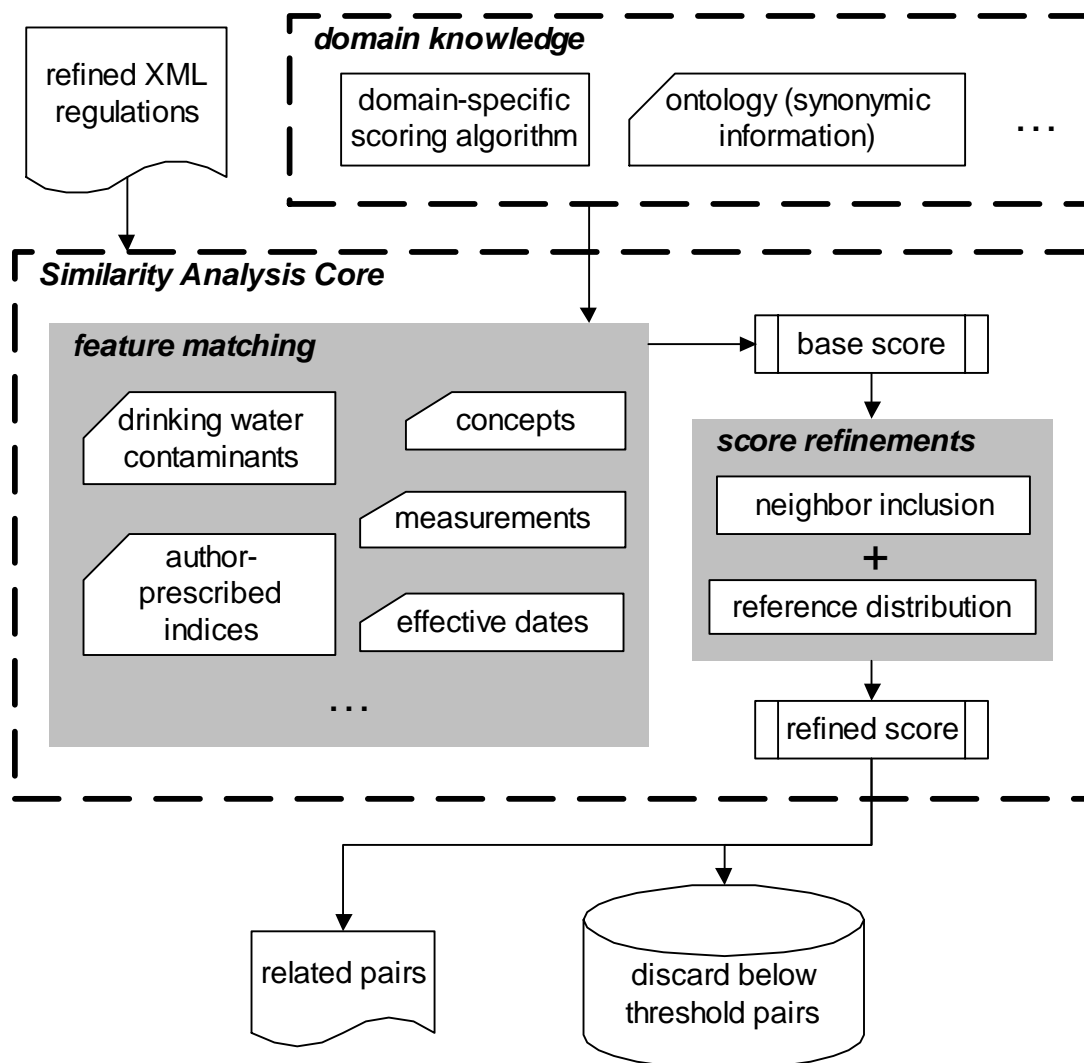 refined XML
regulations
domain knowledge
domain-specific
scoring algorithm
ontology (synonymic
information)
...
Similarity Analysis Core
feature matching
drinking water
contaminants
concepts
measurements
author-
prescribed
indices
effective dates
...
base score
score refinements
neighbor inclusion
+
reference distribution
refined score
related pairs
discard below
threshold pairs